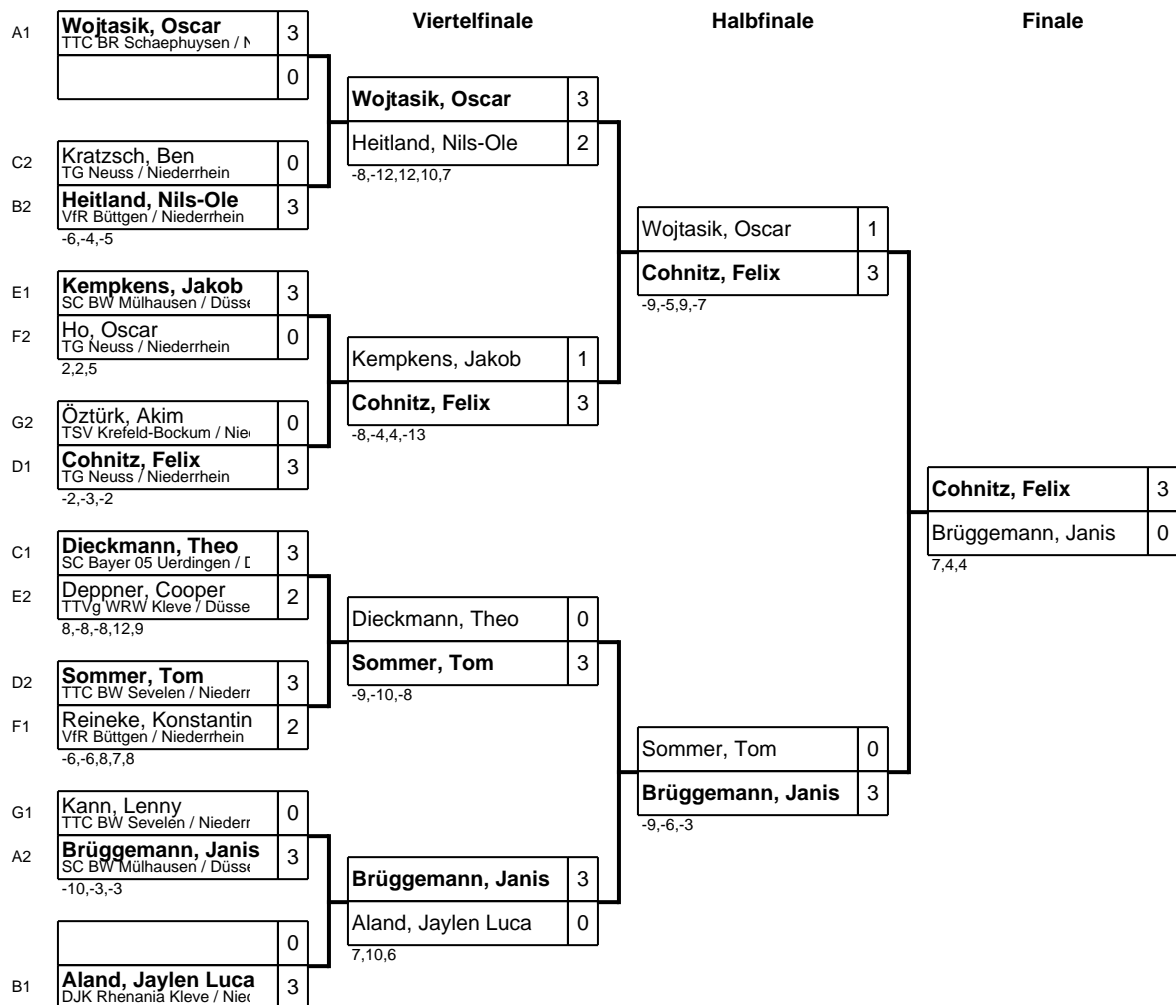 Viertelfinale
Halbfinale
Finale
A1
Wojtasik, Oscar
3
TTC BR Schaephuysen / N
0
C2
Kratzsch, Ben
0
TG Neuss / Niederrhein
B2
Heitland, Nils-Ole
3
VfR Büttgen / Niederrhein
-6,-4,-5
E1
Kempkens, Jakob
3
SC BW Mülhausen / Düsse
F2
Ho, Oscar
0
TG Neuss / Niederrhein
2,2,5
G2
Öztürk, Akim
0
TSV Krefeld-Bockum / Nie
D1
Cohnitz, Felix
3
TG Neuss / Niederrhein
-2,-3,-2
C1
Dieckmann, Theo
3
SC Bayer 05 Uerdingen / D
E2
Deppner, Cooper
2
TTVg WRW Kleve / Düsse
8,-8,-8,12,9
D2
Sommer, Tom
3
TTC BW Sevelen / Niederr
F1
Reineke, Konstantin
2
VfR Büttgen / Niederrhein
-6,-6,8,7,8
G1
Kann, Lenny
0
TTC BW Sevelen / Niederr
A2
Brüggemann, Janis
3
SC BW Mülhausen / Düsse
-10,-3,-3
0
B1
Aland, Jaylen Luca
3
DJK Rhenania Kleve / Nied
Wojtasik, Oscar
3
Heitland, Nils-Ole
2
-8,-12,12,10,7
Kempkens, Jakob
1
Cohnitz, Felix
3
-8,-4,4,-13
Dieckmann, Theo
0
Sommer, Tom
3
-9,-10,-8
Brüggemann, Janis
3
Aland, Jaylen Luca
0
7,10,6
Wojtasik, Oscar
1
Cohnitz, Felix
3
-9,-5,9,-7
Sommer, Tom
0
Brüggemann, Janis
3
-9,-6,-3
Cohnitz, Felix
3
Brüggemann, Janis
0
7,4,4